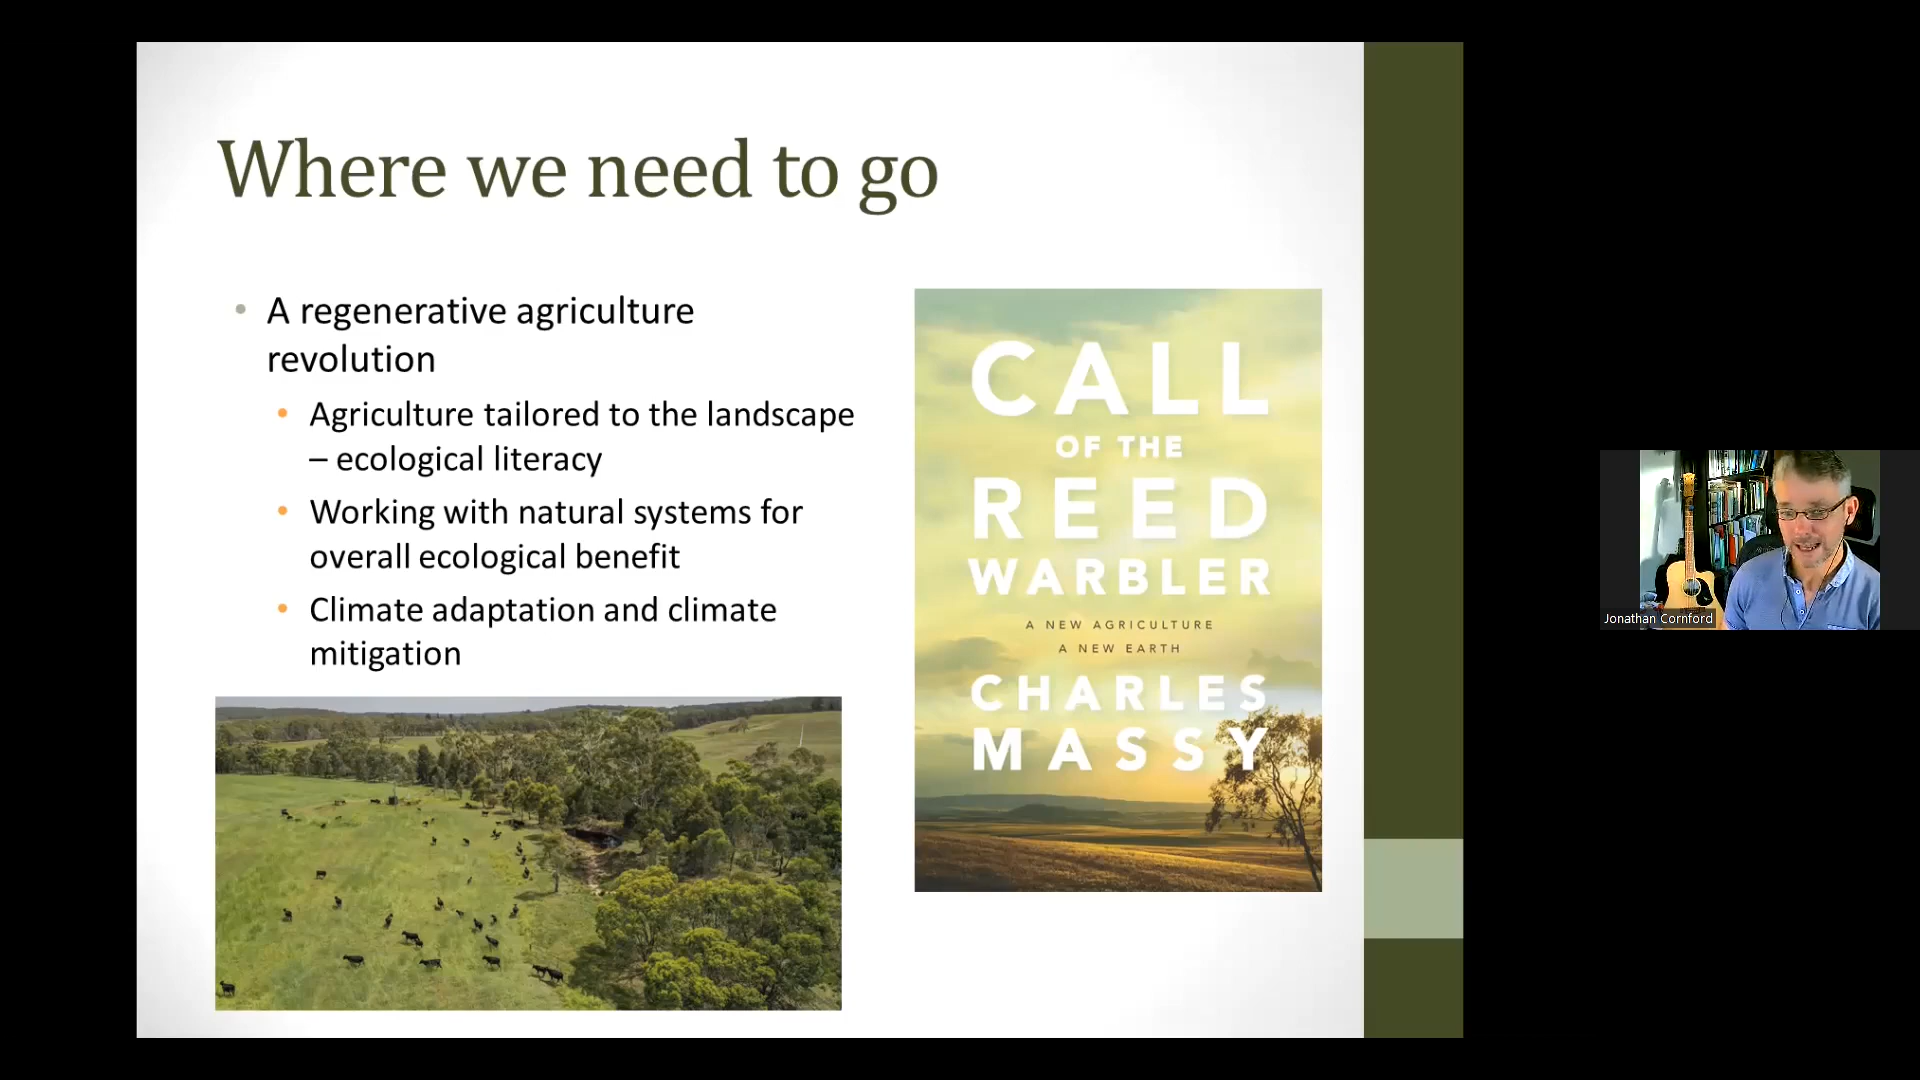 Where we need to go
A regenerative agriculture
revolution
Agriculture tailored to the landscape
– ecological literacy
Working with natural systems for
overall ecological benefit
Climate adaptation and climate
mitigation
CALL
OF THE
REED
WARBLER
A NEW AGRICULTURE
A NEW EARTH
CHARLES
MASSY
Jonathan Cornford